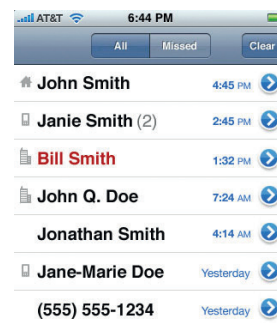 AT&T 6:44 PM
All Missed Clear
John Smith 4:45 PM
Janie Smith (2) 2:45 PM
Bill Smith 1:32 PM
John Q. Doe 7:24 AM
Jonathan Smith 4:14 AM
Jane-Marie Doe Yesterday
(555) 555-1234 Yesterday